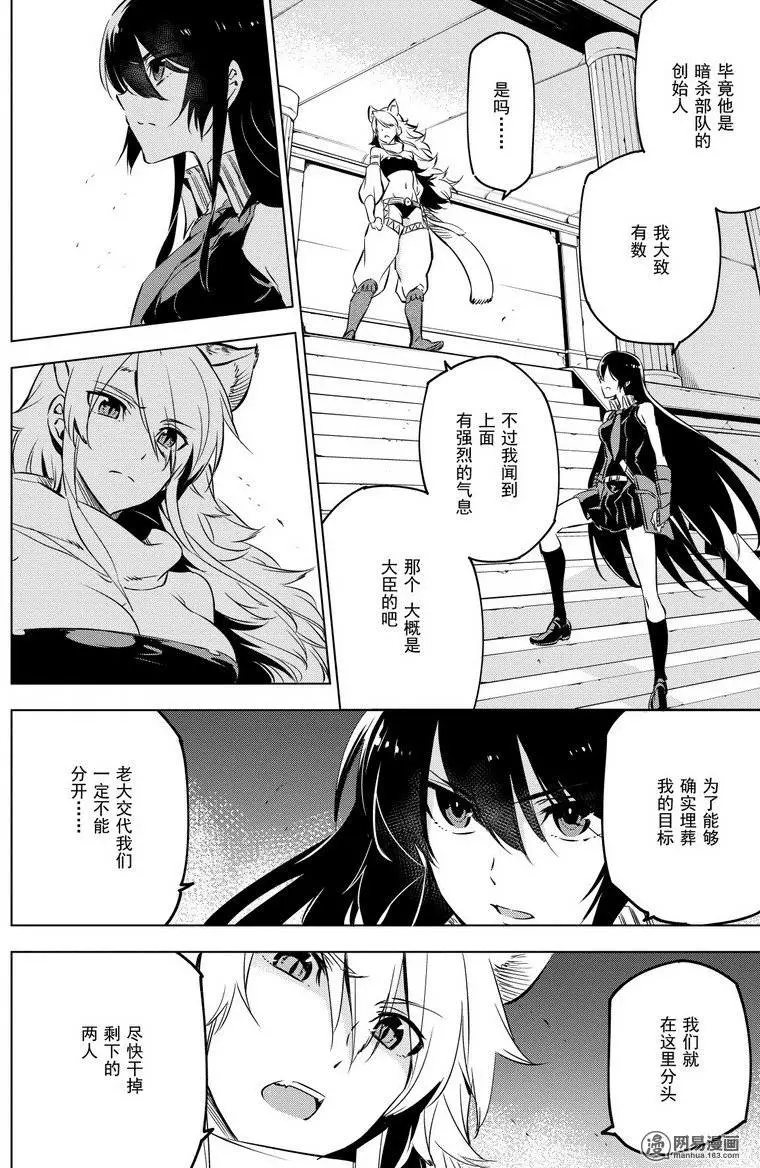 毕竟他是
暗杀部队的
创始人
我大致
有数
是吗……
不过我闻到
上面
有强烈的气息
那个 大概是
大臣的吧
为了能够
确实埋葬
我的目标
老大交代我们
一定不能
分开……
我们就
在这里分头
尽快干掉
剩下的
两人
网易漫画
manhua.163.com